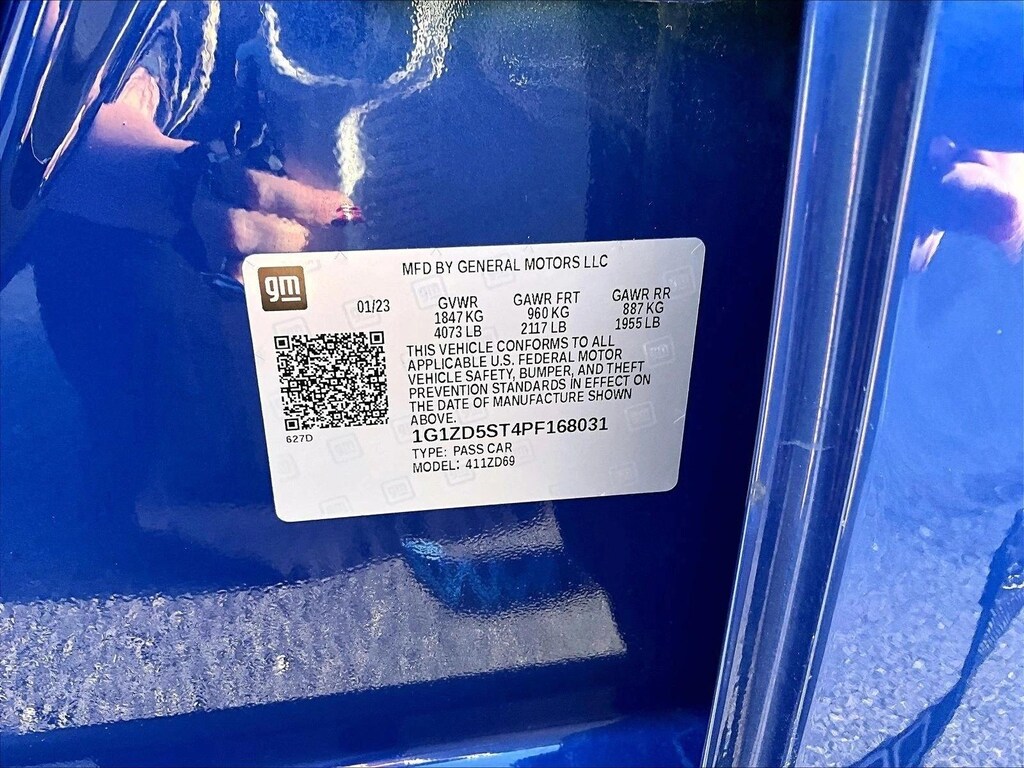 MFD BY GENERAL MOTORS LLC
gm
01/23
GVWR GAWR FRT GAWR RR
1847 KG 960 KG 887 KG
4073 LB 2117 LB 1955 LB
THIS VEHICLE CONFORMS TO ALL
APPLICABLE U.S. FEDERAL MOTOR
VEHICLE SAFETY, BUMPER, AND THEFT
PREVENTION STANDARDS IN EFFECT ON
THE DATE OF MANUFACTURE SHOWN
ABOVE.
627D
1G1ZD5ST4PF168031
TYPE: PASS CAR
MODEL: 411ZD69